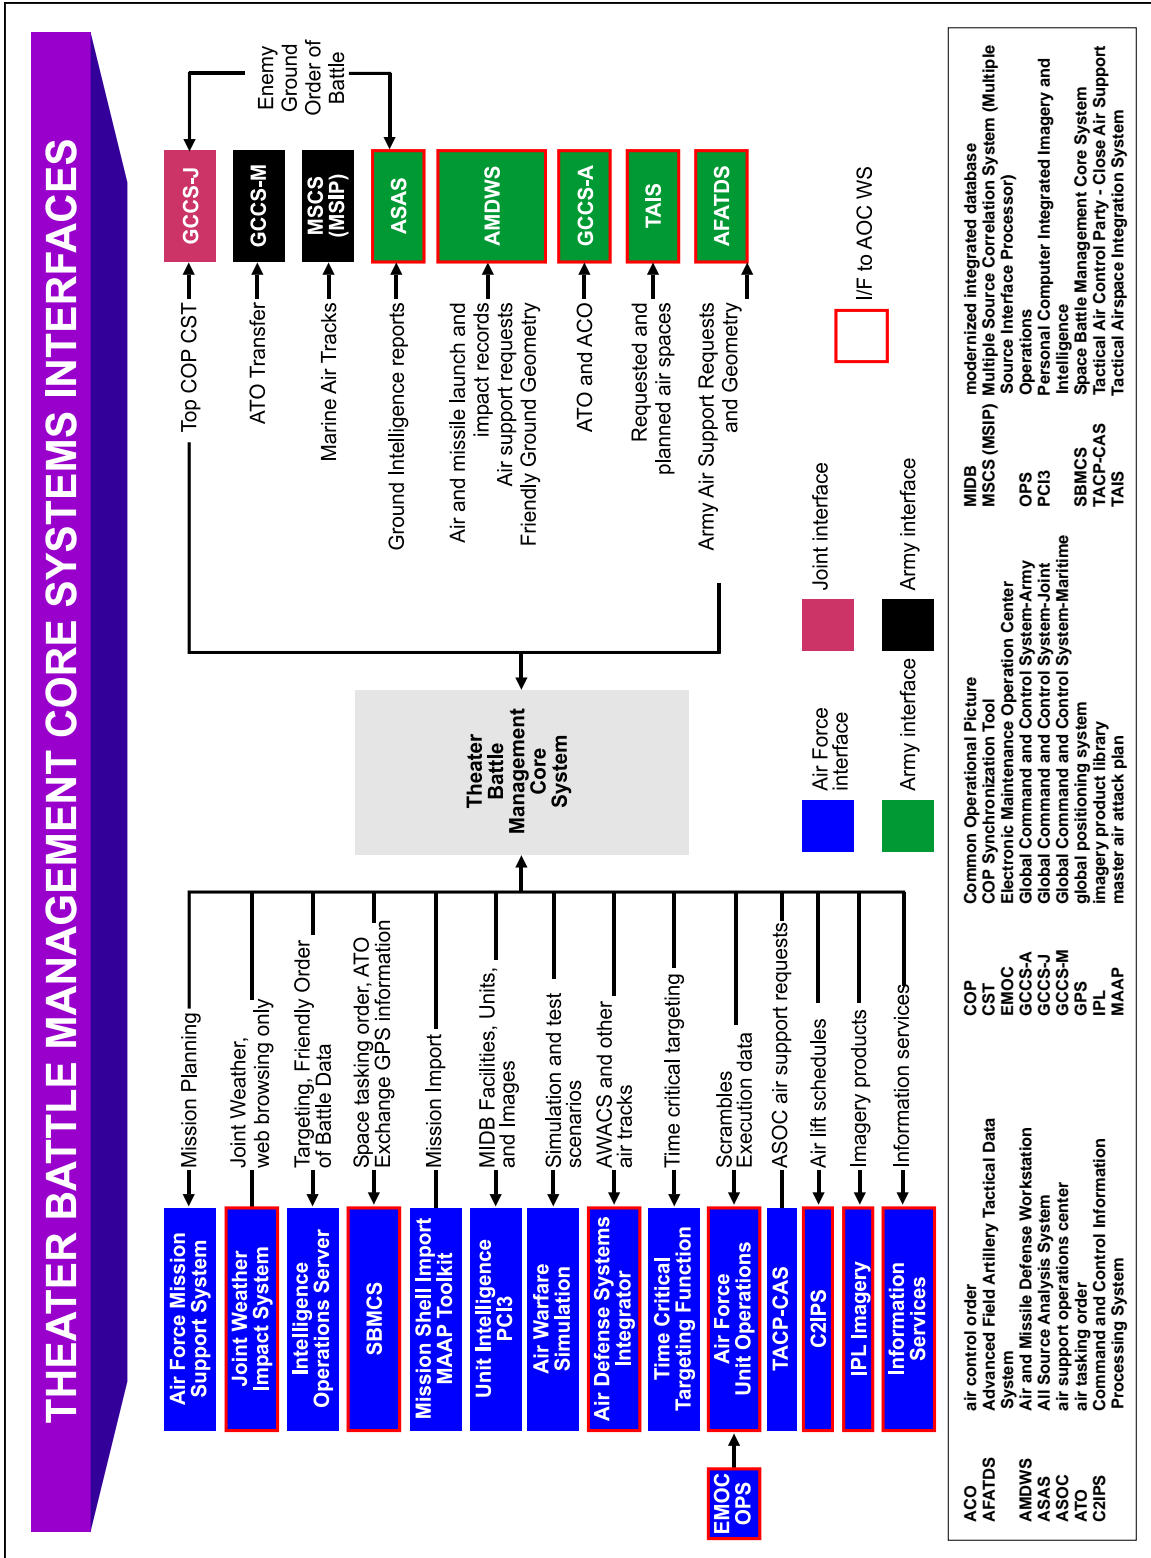 THEATER BATTLE MANAGEMENT CORE SYSTEMS INTERFACES
Air Force Mission
Support System
Mission Planning
Joint Weather
Impact System
Joint Weather,
web browsing only
Intelligence
Operations Server
Targeting, Friendly Order
of Battle Data
SBMCS
Space tasking order, ATO
Exchange GPS information
Mission Shell Import
MAAP Toolkit
Mission Import
Unit Intelligence
PCI3
MIDB Facilities, Units,
and Images
Air Warfare
Simulation
Simulation and test
scenarios
Air Defense Systems
Integrator
AWACS and other
air tracks
Time Critical
Targeting Function
Time critical targeting
EMOC
OPS
Air Force
Unit Operations
Scrambles
Execution data
TACP-CAS
ASOC air support requests
C2IPS
Air lift schedules
IPL Imagery
Imagery products
Information
Services
Information services
Theater
Battle
Management
Core
System
Enemy
Ground
Order of
Battle
Top COP CST
GCCS-J
ATO Transfer
GCCS-M
Marine Air Tracks
MSCS
(MSIP)
Ground Intelligence reports
ASAS
Air and missile launch and
impact records
Air support requests
Friendly Ground Geometry
AMDWS
ATO and ACO
GCCS-A
Requested and
planned air spaces
TAIS
Army Air Support Requests
and Geometry
AFATDS
Air Force
interface
Joint interface
I/F to AOC WS
Army interface
Army interface
ACO air control order
AFATDS Advanced Field Artillery Tactical Data
System
AMDWS Air and Missile Defense Workstation
ASAS All Source Analysis System
ASOC air support operations center
ATO air tasking order
C2IPS Command and Control Information
Processing System
COP Common Operational Picture
CST COP Synchronization Tool
EMOC Electronic Maintenance Operation Center
GCCS-A Global Command and Control System-Army
GCCS-J Global Command and Control System-Joint
GCCS-M Global Command and Control System-Maritime
GPS global positioning system
IPL imagery product library
MAAP master air attack plan
MIDB modernized integrated database
MSCS (MSIP) Multiple Source Correlation System (Multiple
Source Interface Processor)
OPS Operations
PCI3 Personal Computer Integrated Imagery and
Intelligence
SBMCS Space Battle Management Core System
TACP-CAS Tactical Air Control Party - Close Air Support
TAIS Tactical Airspace Integration System